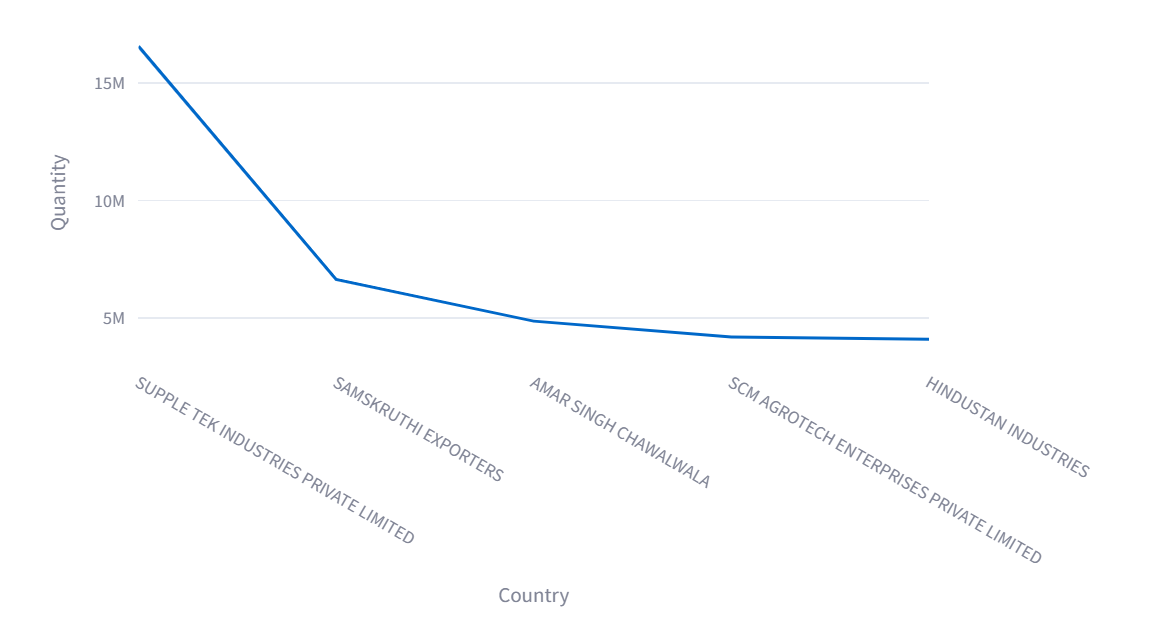 15M
10M
5M
Quantity
SUPPLE TEK INDUSTRIES PRIVATE LIMITED
SAMSKRUTHI EXPORTERS
AMAR SINGH CHAWALWALA
SCM AGROTECH ENTERPRISES PRIVATE LIMITED
HINDUSTAN INDUSTRIES
Country